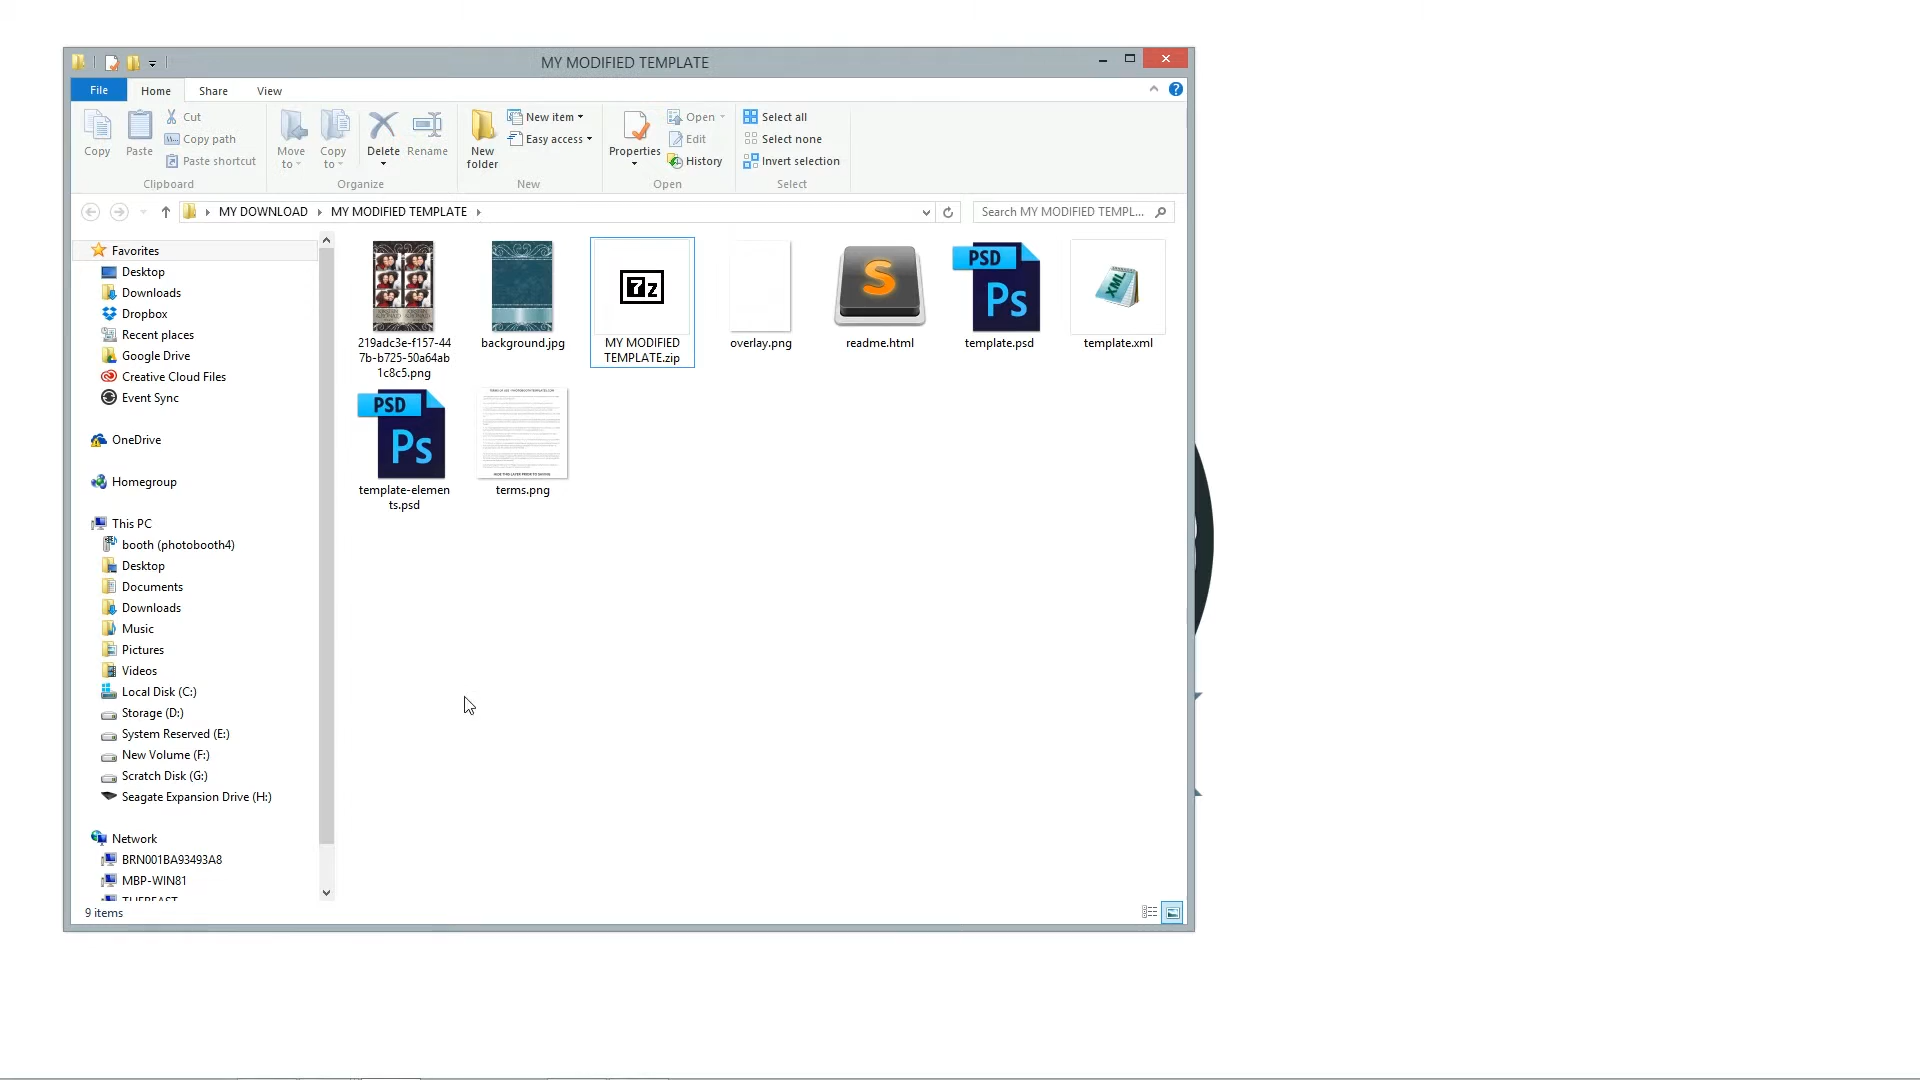 MY MODIFIED TEMPLATE
File Home Share View
Copy
Paste
Cut
Copy path
Paste shortcut
Clipboard
Move to
Copy to
Delete
Rename
Organize
New folder
New item
Easy access
New
Properties
Open
Edit
History
Open
Select all
Select none
Invert selection
Select
MY DOWNLOAD MY MODIFIED TEMPLATE
Search MY MODIFIED TEMPL...
Favorites
Desktop
Downloads
Dropbox
Recent places
Google Drive
Creative Cloud Files
Event Sync
OneDrive
Homegroup
This PC
booth (photobooth4)
Desktop
Documents
Downloads
Music
Pictures
Videos
Local Disk (C:)
Storage (D:)
System Reserved (E:)
New Volume (F:)
Scratch Disk (G:)
Seagate Expansion Drive (H:)
Network
BRN001BA93493A8
MBP-WIN81
219adc3e-f157-44
7b-b725-50a64ab
1c8c5.png
background.jpg
7z
MY MODIFIED
TEMPLATE.zip
overlay.png
S
readme.html
PSD
Ps
template.psd
XML
template.xml
PSD
Ps
template-elemen
ts.psd
terms.png
9 items